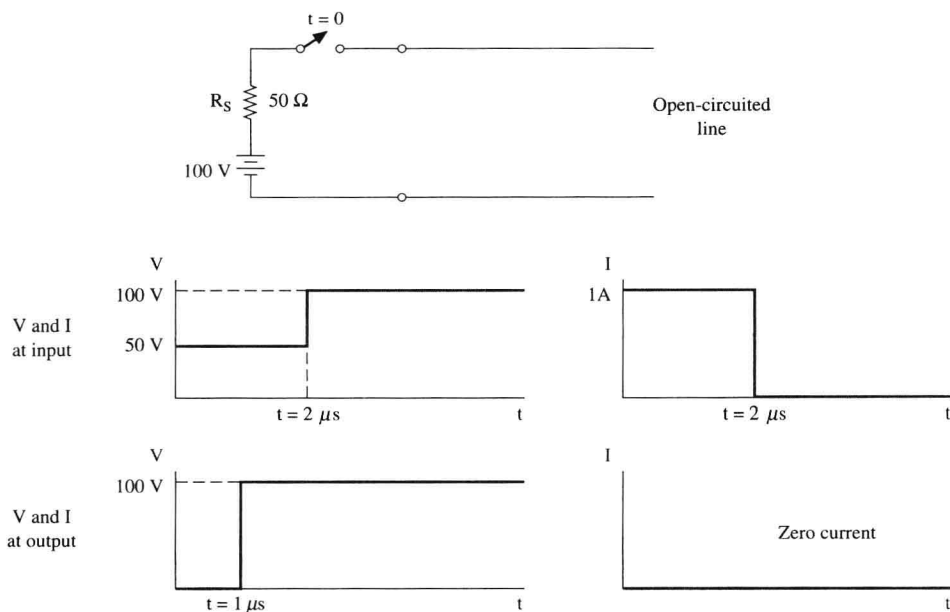 t = 0
R_S 50 Ω
Open-circuited
line
100 V
V
100 V
50 V
V and I
at input
t = 2 μs
t
I
1A
t = 2 μs
t
V
100 V
V and I
at output
t = 1 μs
t
I
Zero current
t